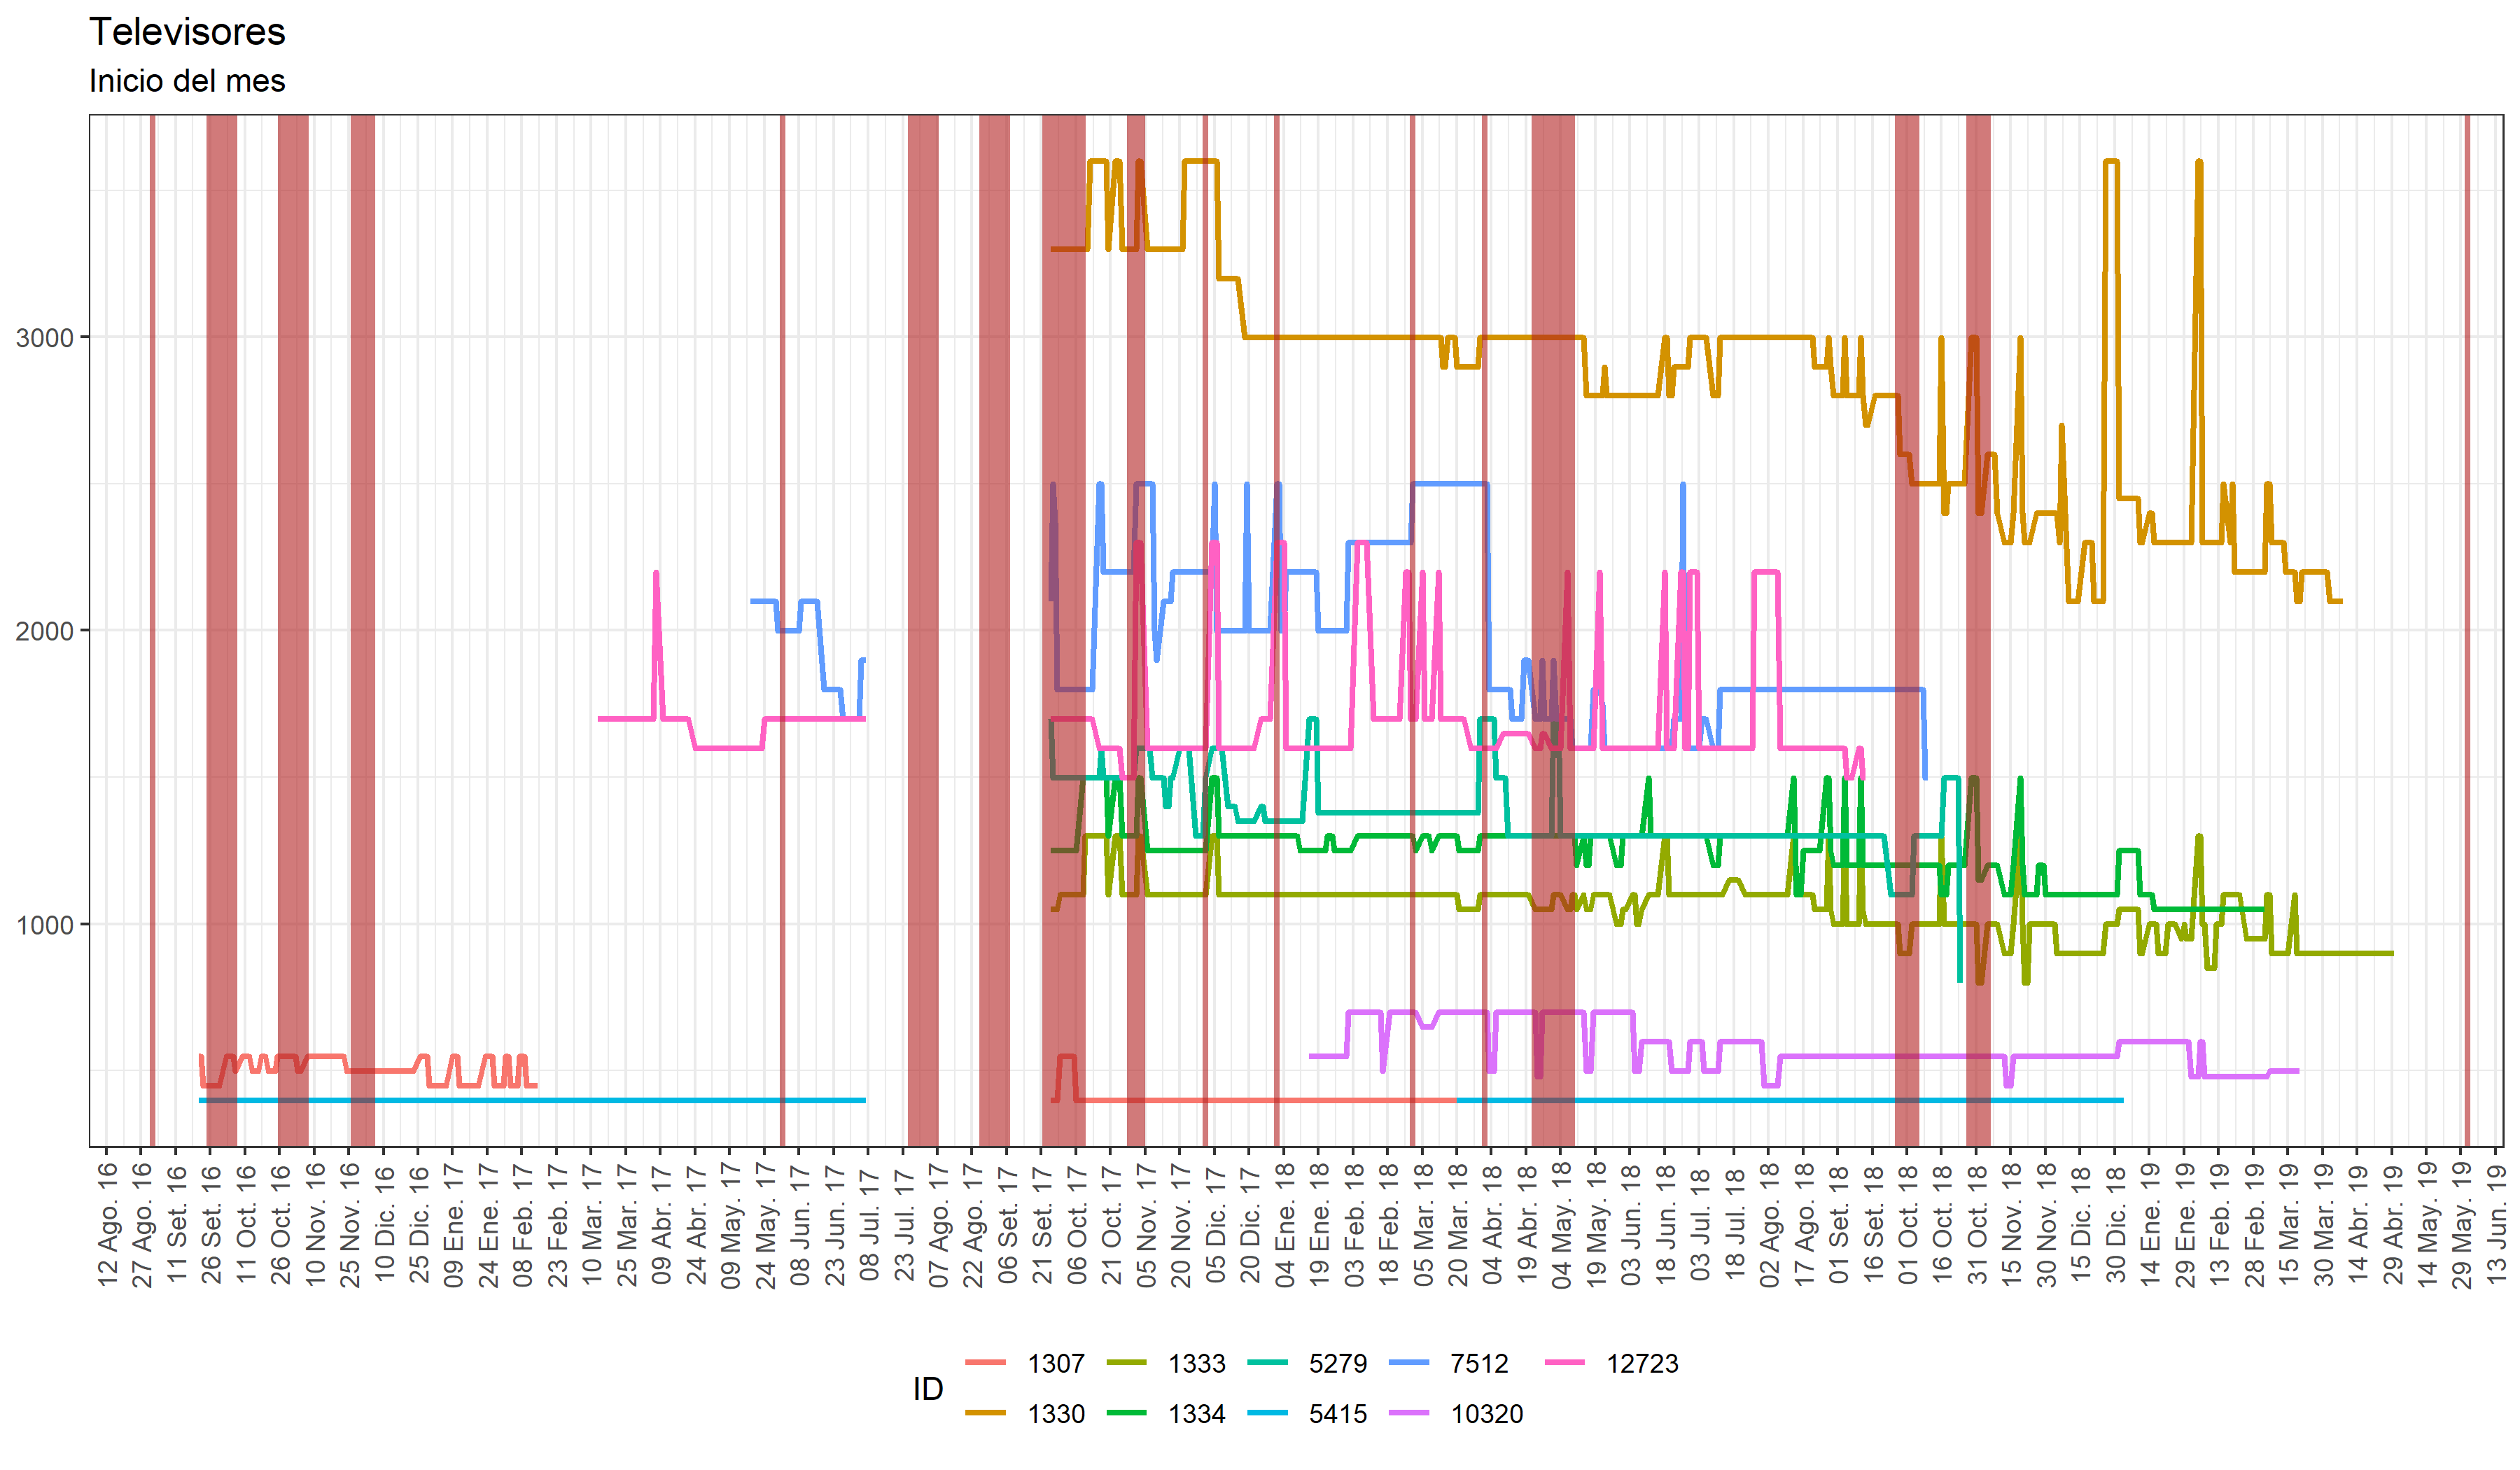 Televisores
Inicio del mes
3000
2000
1000
12 Ago. 16
27 Ago. 16
11 Set. 16
26 Set. 16
11 Oct. 16
26 Oct. 16
10 Nov. 16
25 Nov. 16
10 Dic. 16
25 Dic. 16
09 Ene. 17
24 Ene. 17
08 Feb. 17
23 Feb. 17
10 Mar. 17
25 Mar. 17
09 Abr. 17
24 Abr. 17
09 May. 17
24 May. 17
08 Jun. 17
23 Jun. 17
08 Jul. 17
23 Jul. 17
07 Ago. 17
22 Ago. 17
06 Set. 17
21 Set. 17
06 Oct. 17
21 Oct. 17
05 Nov. 17
20 Nov. 17
05 Dic. 17
20 Dic. 17
04 Ene. 18
19 Ene. 18
03 Feb. 18
18 Feb. 18
05 Mar. 18
20 Mar. 18
04 Abr. 18
19 Abr. 18
04 May. 18
19 May. 18
03 Jun. 18
18 Jun. 18
03 Jul. 18
18 Jul. 18
02 Ago. 18
17 Ago. 18
01 Set. 18
16 Set. 18
01 Oct. 18
16 Oct. 18
31 Oct. 18
15 Nov. 18
30 Nov. 18
15 Dic. 18
30 Dic. 18
14 Ene. 19
29 Ene. 19
13 Feb. 19
28 Feb. 19
15 Mar. 19
30 Mar. 19
14 Abr. 19
29 Abr. 19
14 May. 19
29 May. 19
13 Jun. 19
ID
1307 1333 5279 7512 12723
1330 1334 5415 10320